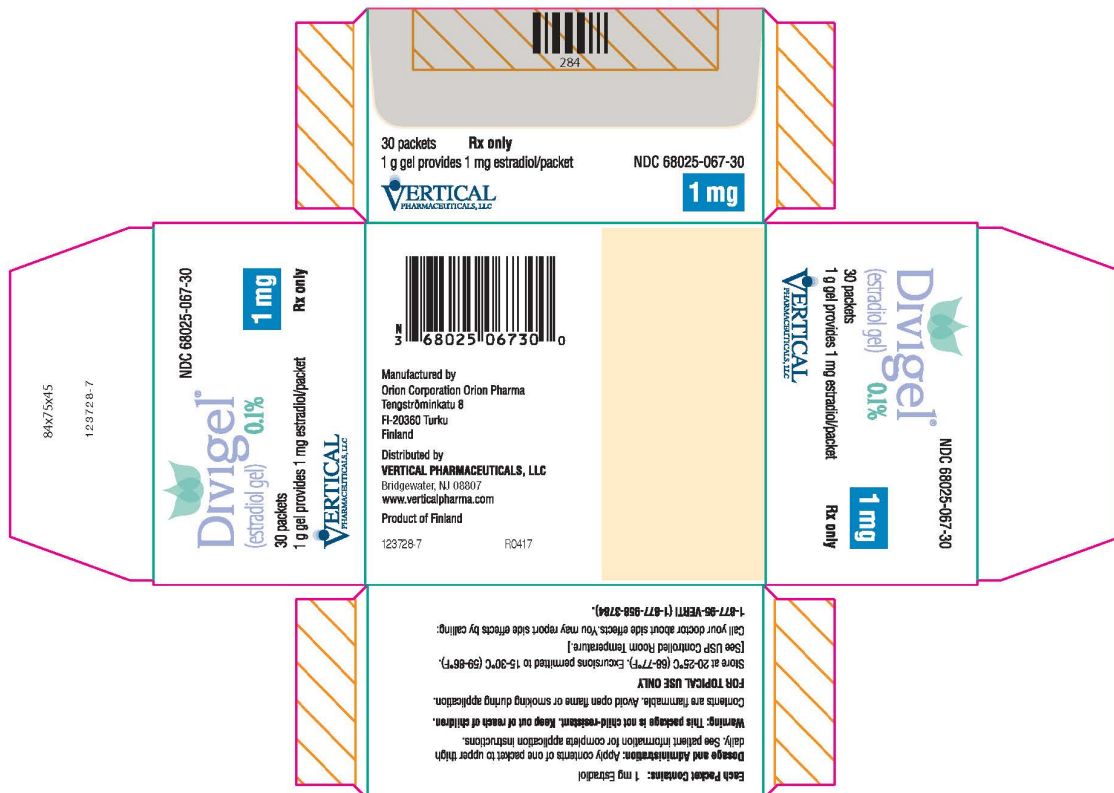 284
30 packets Rx only
1 g gel provides 1 mg estradiol/packet
NDC 68025-067-30
VERTICAL
PHARMACEUTICALS, LLC
1 mg
84x75x45
123728-7
NDC 68025-067-30
1 mg
Rx only
Divigel®
(estradiol gel) 0.1%
30 packets
1 g gel provides 1 mg estradiol/packet
VERTICAL
PHARMACEUTICALS, LLC
N
3 68025 06730 0
Manufactured by
Orion Corporation Orion Pharma
Tengströminkatu 8
FI-20360 Turku
Finland
Distributed by
VERTICAL PHARMACEUTICALS, LLC
Bridgewater, NJ 08807
www.verticalpharma.com
Product of Finland
123728-7 R0417
Divigel®
(estradiol gel) 0.1%
30 packets
1 g gel provides 1 mg estradiol/packet
VERTICAL
PHARMACEUTICALS, LLC
NDC 68025-067-30
1 mg
Rx only
Each Packet Contains: 1 mg Estradiol
Dosage and Administration: Apply contents of one packet to upper thigh
daily. See patient information for complete application instructions.
Warning: This package is not child-resistant. Keep out of reach of children.
Contents are flammable. Avoid open flame or smoking during application.
FOR TOPICAL USE ONLY
Store at 20-25°C (68-77°F). Excursions permitted to 15-30°C (59-86°F).
[See USP Controlled Room Temperature.]
Call your doctor about side effects. You may report side effects by calling:
1-877-95-VERTI (1-877-958-3784).